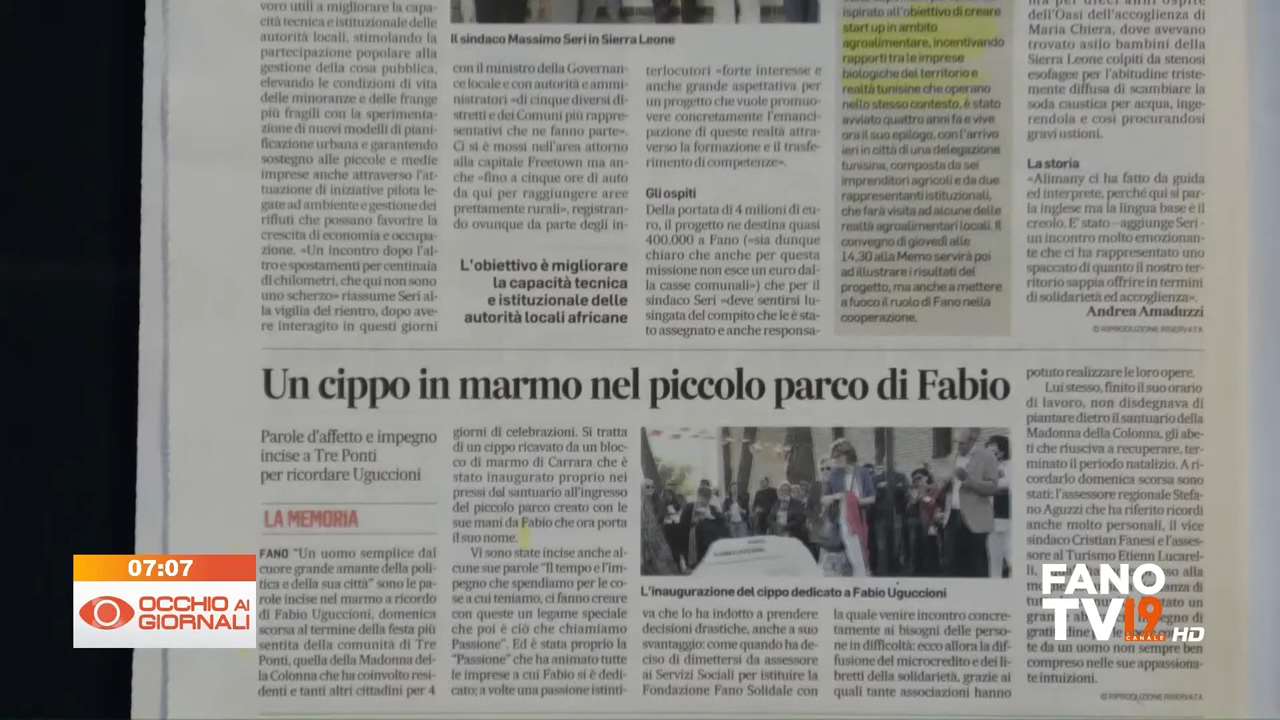 voro utili a migliorare la capa-
cità tecnica e istituzionale delle
autorità locali, stimolando la
partecipazione popolare alla
gestione della cosa pubblica,
elevando le condizioni di vita
delle minoranze e delle frange
più fragili con la sperimenta-
zione di nuovi modelli di piani-
ficazione urbana e garantendo
sostegno alle piccole e medie
imprese anche attraverso l'at-
tuazione di iniziative pilota le-
gate ad ambiente e gestione dei
rifiuti che possano favorire la
crescita di economia e occupa-
zione. «Un incontro dopo l'al-
tro e spostamenti per centinaia
di chilometri, che qui non sono
uno scherzo» riassume Seri al-
la vigilia del rientro, dopo ave-
re interagito in questi giorni
Il sindaco Massimo Seri in Sierra Leone
con il ministro della Governan-
ce locale e con autorità e ammi-
nistratori «di cinque diversi di-
stretti e dei Comuni più rappre-
sentativi che ne fanno parte».
Ci si è mossi nell'area attorno
alla capitale Freetown ma an-
che «fino a cinque ore di auto
da qui per raggiungere aree
prettamente rurali», registran-
do ovunque da parte degli in-
L'obiettivo è migliorare
la capacità tecnica
e istituzionale delle
autorità locali africane
terlocutori «forte interesse e
anche grande aspettativa per
un progetto che vuole promuo-
vere concretamente l'emanci-
pazione di queste realtà attra-
verso la formazione e il trasfe-
rimento di competenze».
Gli ospiti
Della portata di 4 milioni di eu-
ro, il progetto ne destina quasi
400.000 a Fano («sia dunque
chiaro che anche per questa
missione non esce un euro dal-
la casse comunali») che per il
sindaco Seri «deve sentirsi lu-
singata del compito che le è sta-
to assegnato e anche responsa-
ispirato all'obiettivo di creare
start up in ambito
agroalimentare, incentivando
rapporti tra le imprese
biologiche del territorio e
realtà tunisine che operano
nello stesso contesto, è stato
avviato quattro anni fa e vive
ora il suo epilogo, con l'arrivo
ieri in città di una delegazione
tunisina, composta da sei
imprenditori agricoli e da due
rappresentanti istituzionali,
che farà visita ad alcune delle
realtà agroalimentari locali. Il
convegno di giovedì alle
14,30 alla Memo servirà poi
ad illustrare i risultati del
progetto, ma anche a mettere
a fuoco il ruolo di Fano nella
cooperazione.
dell'Oasi dell'accoglienza di
Maria Chiera, dove avevano
trovato asilo bambini della
Sierra Leone colpiti da stenosi
esofagee per l'abitudine triste-
mente diffusa di scambiare la
soda caustica per acqua, inge-
rendola e così procurandosi
gravi ustioni.
La storia
«Alimany ci ha fatto da guida
ed interprete, perché qui si par-
la inglese ma la lingua base è il
creolo. E' stato - aggiunge Seri -
un incontro molto emozionan-
te che ci ha rappresentato uno
spaccato di quanto il nostro ter-
ritorio sappia offrire in termini
di solidarietà ed accoglienza».
Andrea Amaduzzi
© RIPRODUZIONE RISERVATA
Un cippo in marmo nel piccolo parco di Fabio
Parole d'affetto e impegno
incise a Tre Ponti
per ricordare Uguccioni
LA MEMORIA
FANO "Un uomo semplice dal
cuore grande amante della poli-
tica e della sua città" sono le pa-
role incise nel marmo a ricordo
di Fabio Uguccioni, domenica
scorsa al termine della festa più
sentita della comunità di Tre
Ponti, quella della Madonna del-
la Colonna che ha coinvolto resi-
denti e tanti altri cittadini per 4
giorni di celebrazioni. Si tratta
di un cippo ricavato da un bloc-
co di marmo di Carrara che è
stato inaugurato proprio nei
pressi del santuario all'ingresso
del piccolo parco creato con le
sue mani da Fabio che ora porta
il suo nome.
Vi sono state incise anche al-
cune sue parole "Il tempo e l'im-
pegno che spendiamo per le co-
se a cui teniamo, ci fanno creare
con queste un legame speciale
che poi è ciò che chiamiamo
Passione". Ed è stata proprio la
"Passione" che ha animato tutte
le imprese a cui Fabio si è dedi-
cato; a volte una passione istinti-
L'inaugurazione del cippo dedicato a Fabio Uguccioni
va che lo ha indotto a prendere
decisioni drastiche, anche a suo
svantaggio: come quando ha de-
ciso di dimettersi da assessore
ai Servizi Sociali per istituire la
Fondazione Fano Solidale con
la quale venire incontro concre-
tamente ai bisogni delle perso-
ne in difficoltà: ecco allora la dif-
fusione del microcredito e dei li-
bretti della solidarietà, grazie ai
quali tante associazioni hanno
potuto realizzare le loro opere.
Lui stesso, finito il suo orario
di lavoro, non disdegnava di
piantare dietro il santuario della
Madonna della Colonna, gli abe-
ti che riusciva a recuperare, ter-
minato il periodo natalizio. A ri-
cordarlo domenica scorsa sono
stati: l'assessore regionale Stefa-
no Aguzzi che ha riferito ricordi
anche molto personali, il vice
sindaco Cristian Fanesi e l'asses-
sore al Turismo Etienn Lucarel-
te da un uomo non sempre ben
compreso nelle sue appassiona-
te intuizioni.
© RIPRODUZIONE RISERVATA
07:07
OCCHIO AI
GIORNALI
FANO
TV 19
CANALE
HD